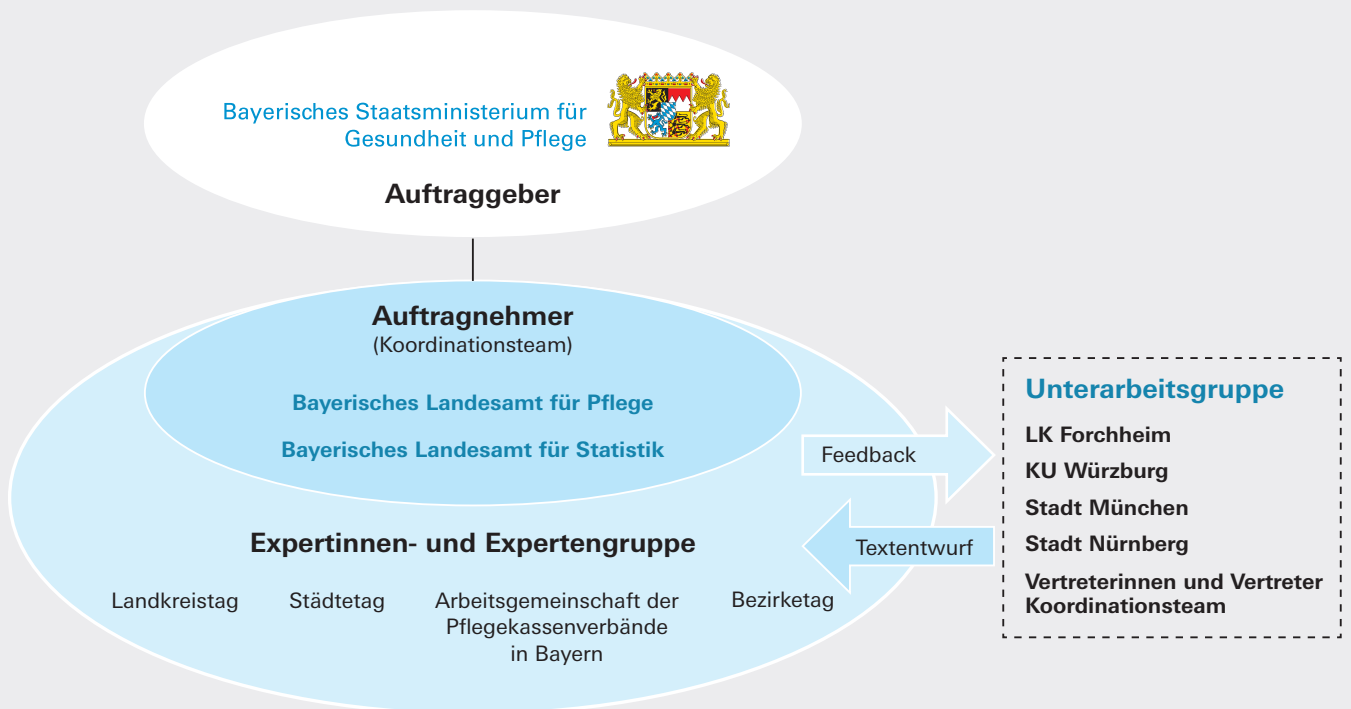 Bayerisches Staatsministerium für
Gesundheit und Pflege
Auftraggeber
Auftragnehmer
(Koordinationsteam)
Bayerisches Landesamt für Pflege
Bayerisches Landesamt für Statistik
Expertinnen- und Expertengruppe
Landkreistag
Städtetag
Arbeitsgemeinschaft der
Pflegekassenverbände
in Bayern
Bezirketag
Feedback
Textentwurf
Unterarbeitsgruppe
LK Forchheim
KU Würzburg
Stadt München
Stadt Nürnberg
Vertreterinnen und Vertreter
Koordinationsteam